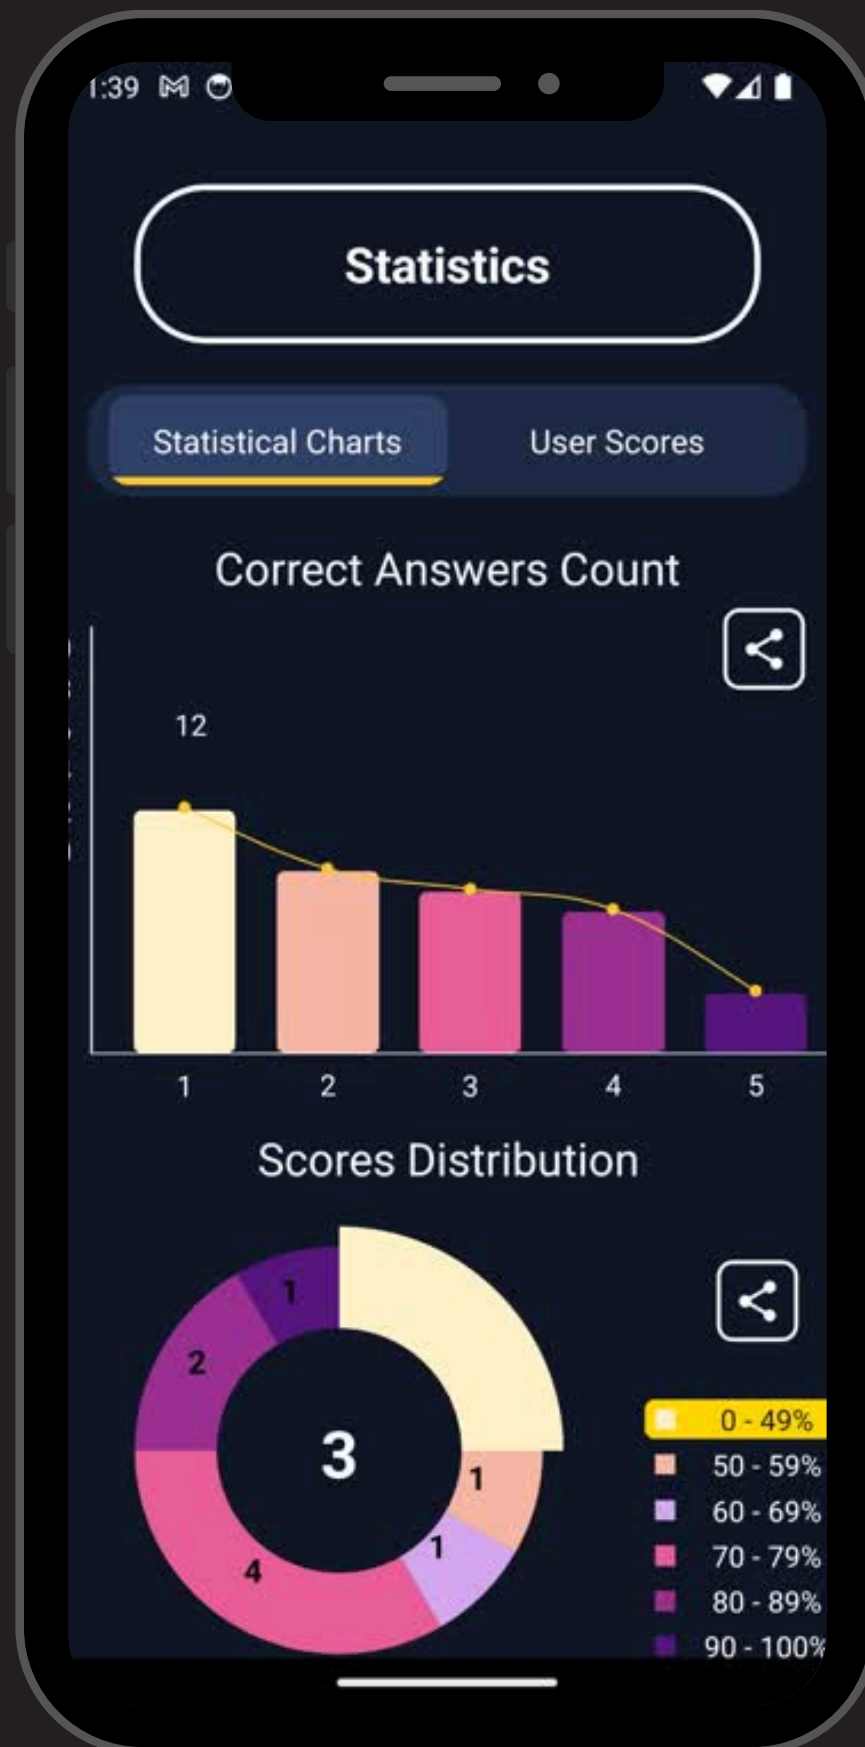 1:39
Statistics
Statistical Charts User Scores
Correct Answers Count
12
1 2 3 4 5
Scores Distribution
1
2
3
1
1
4
0 - 49%
50 - 59%
60 - 69%
70 - 79%
80 - 89%
90 - 100%